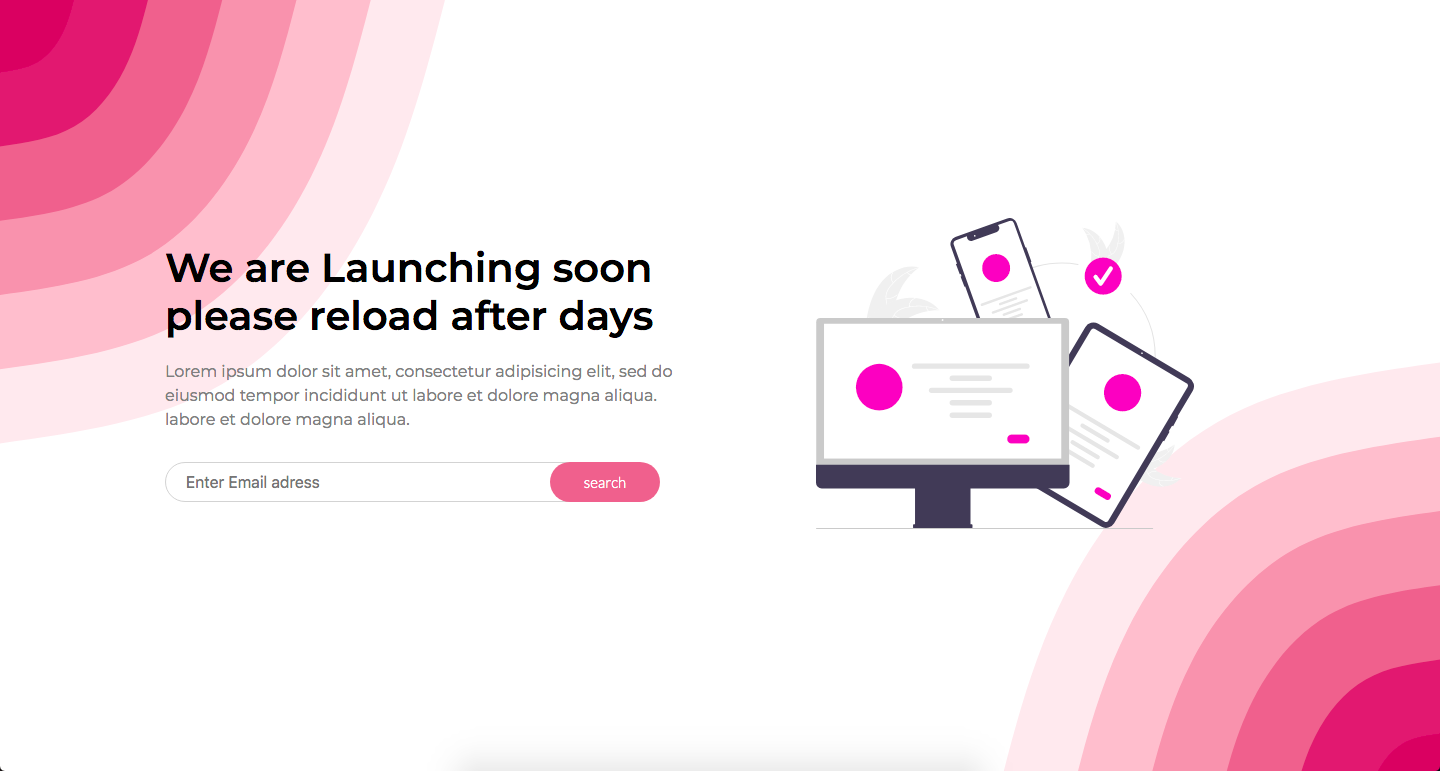 We are Launching soon
please reload after days
Lorem ipsum dolor sit amet, consectetur adipisicing elit, sed do
eiusmod tempor incididunt ut labore et dolore magna aliqua.
labore et dolore magna aliqua.
Enter Email adress
search